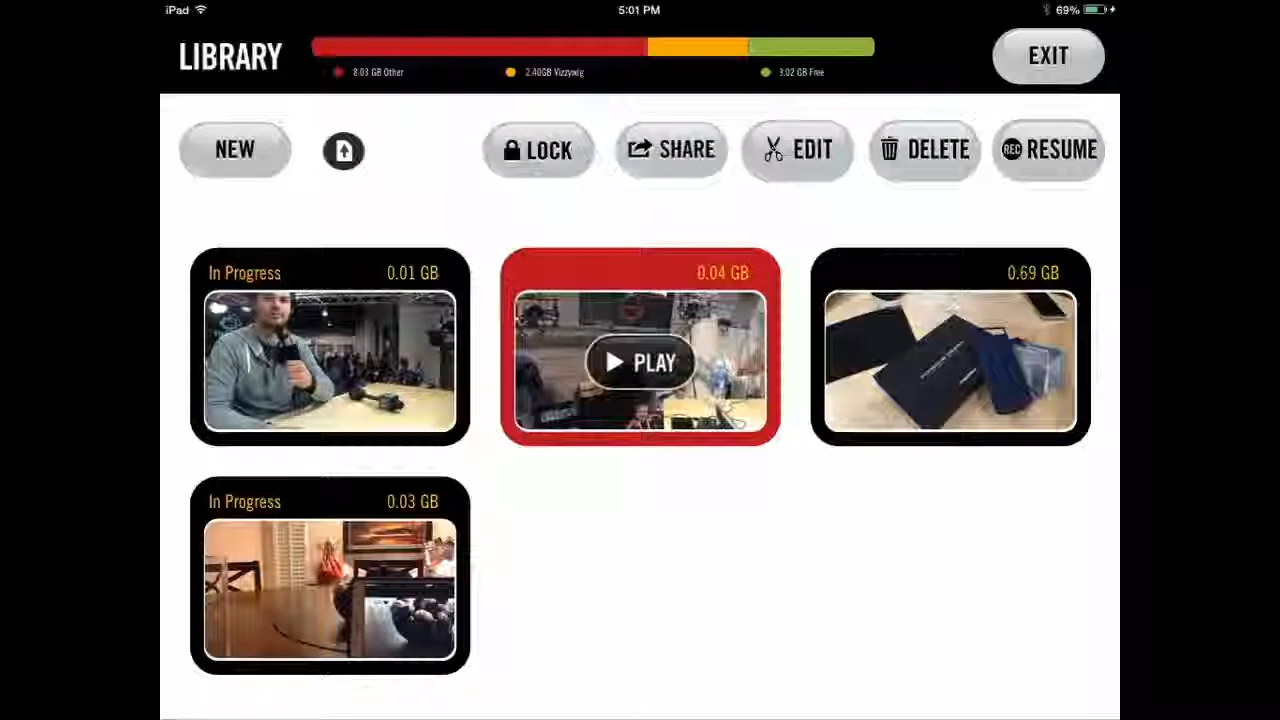 iPad 5:01 PM 69%
LIBRARY
8.03 GB Other 2.40GB Vizzywig 3.02 GB Free
EXIT
NEW LOCK SHARE EDIT DELETE REC RESUME
In Progress 0.01 GB
0.04 GB
0.69 GB
PLAY
In Progress 0.03 GB